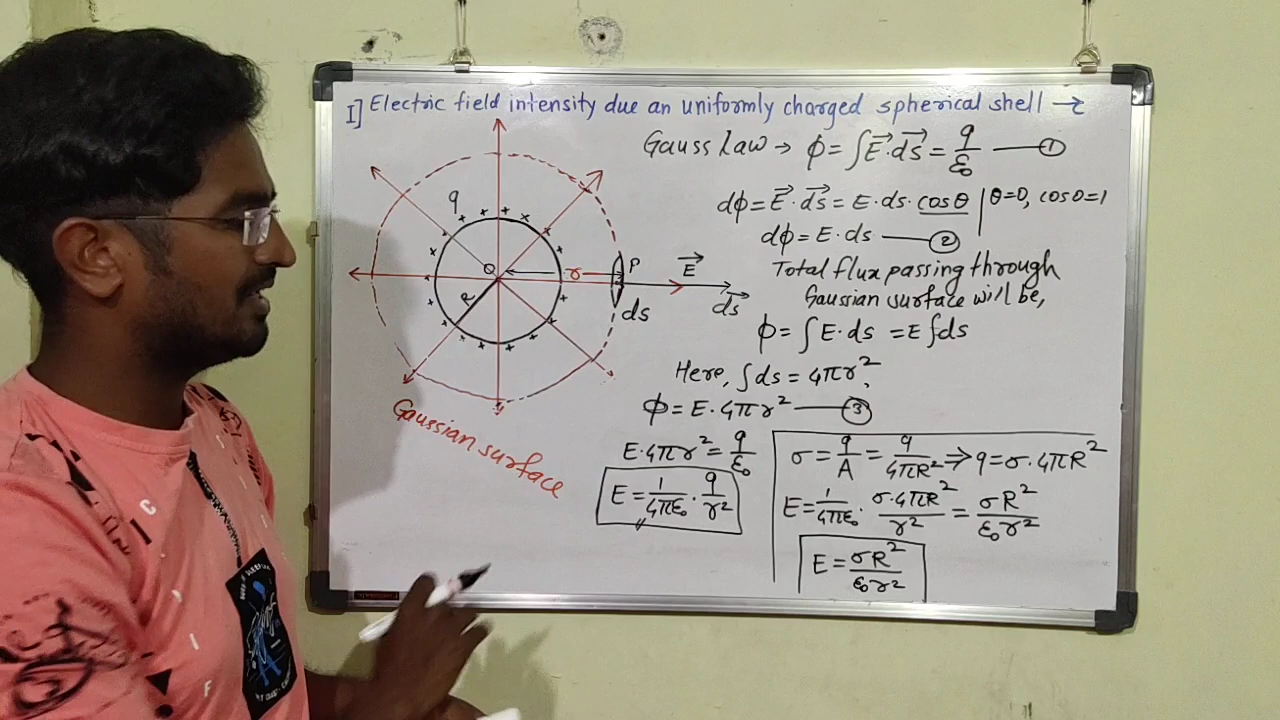 I] Electric field intensity due an uniformly charged spherical shell →
Gauss law → ϕ = ∫E⃗·ds⃗ = q/ε₀ —— ①
dϕ = E⃗·ds⃗ = E·ds·cosθ | θ=0, cosθ=1
dϕ = E·ds —— ②
Total flux passing through
Gaussian surface will be,
ϕ = ∫E·ds = E∫ds
Here, ∫ds = 4πr²,
ϕ = E·4πr² —— ③
E·4πr² = q/ε₀
E = 1/4πε₀ · q/r²
σ = q/A = q/4πR² ⇒ q = σ·4πR²
E = 1/4πε₀ · σ·4πR²/r² = σR²/ε₀r²
E = σR²/ε₀r²
q
O
r
R
P
E⃗
ds
ds⃗
Gaussian surface